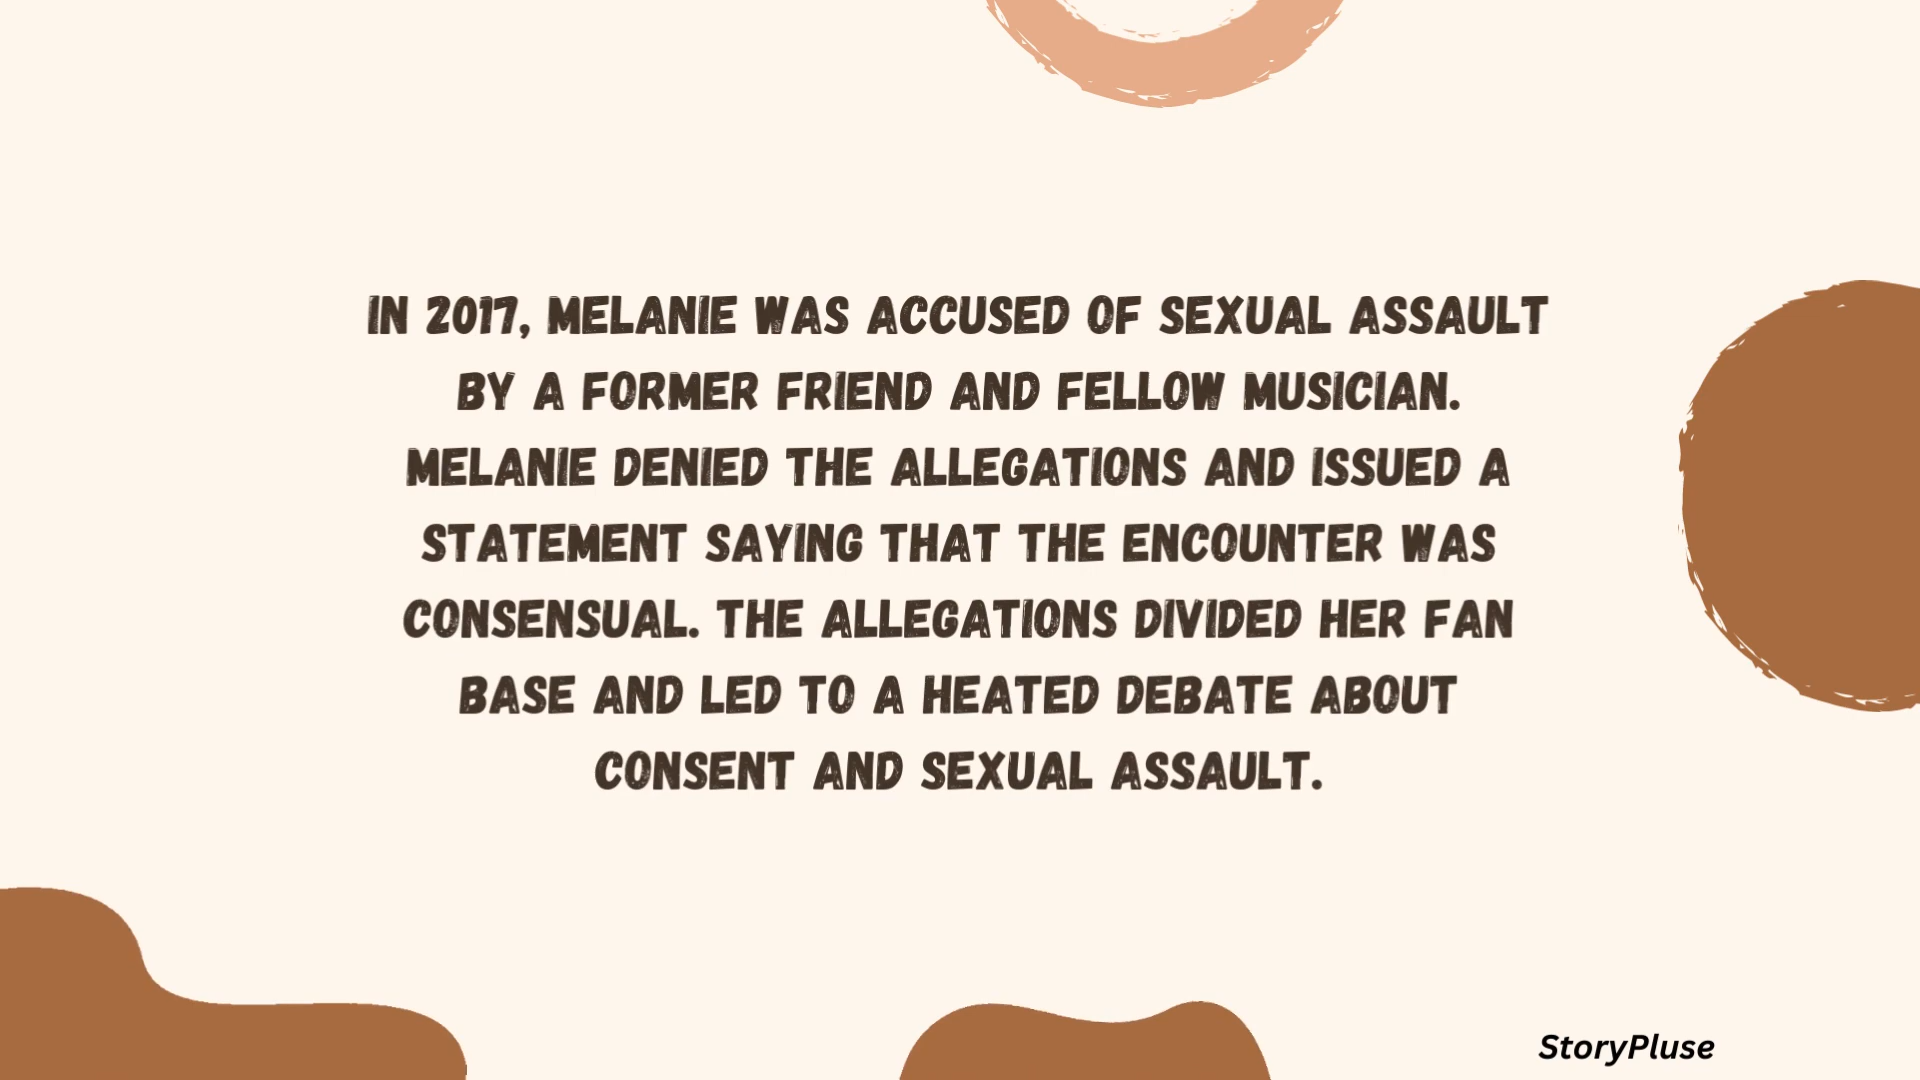 IN 2017, MELANIE WAS ACCUSED OF SEXUAL ASSAULT
BY A FORMER FRIEND AND FELLOW MUSICIAN.
MELANIE DENIED THE ALLEGATIONS AND ISSUED A
STATEMENT SAYING THAT THE ENCOUNTER WAS
CONSENSUAL. THE ALLEGATIONS DIVIDED HER FAN
BASE AND LED TO A HEATED DEBATE ABOUT
CONSENT AND SEXUAL ASSAULT.
StoryPluse